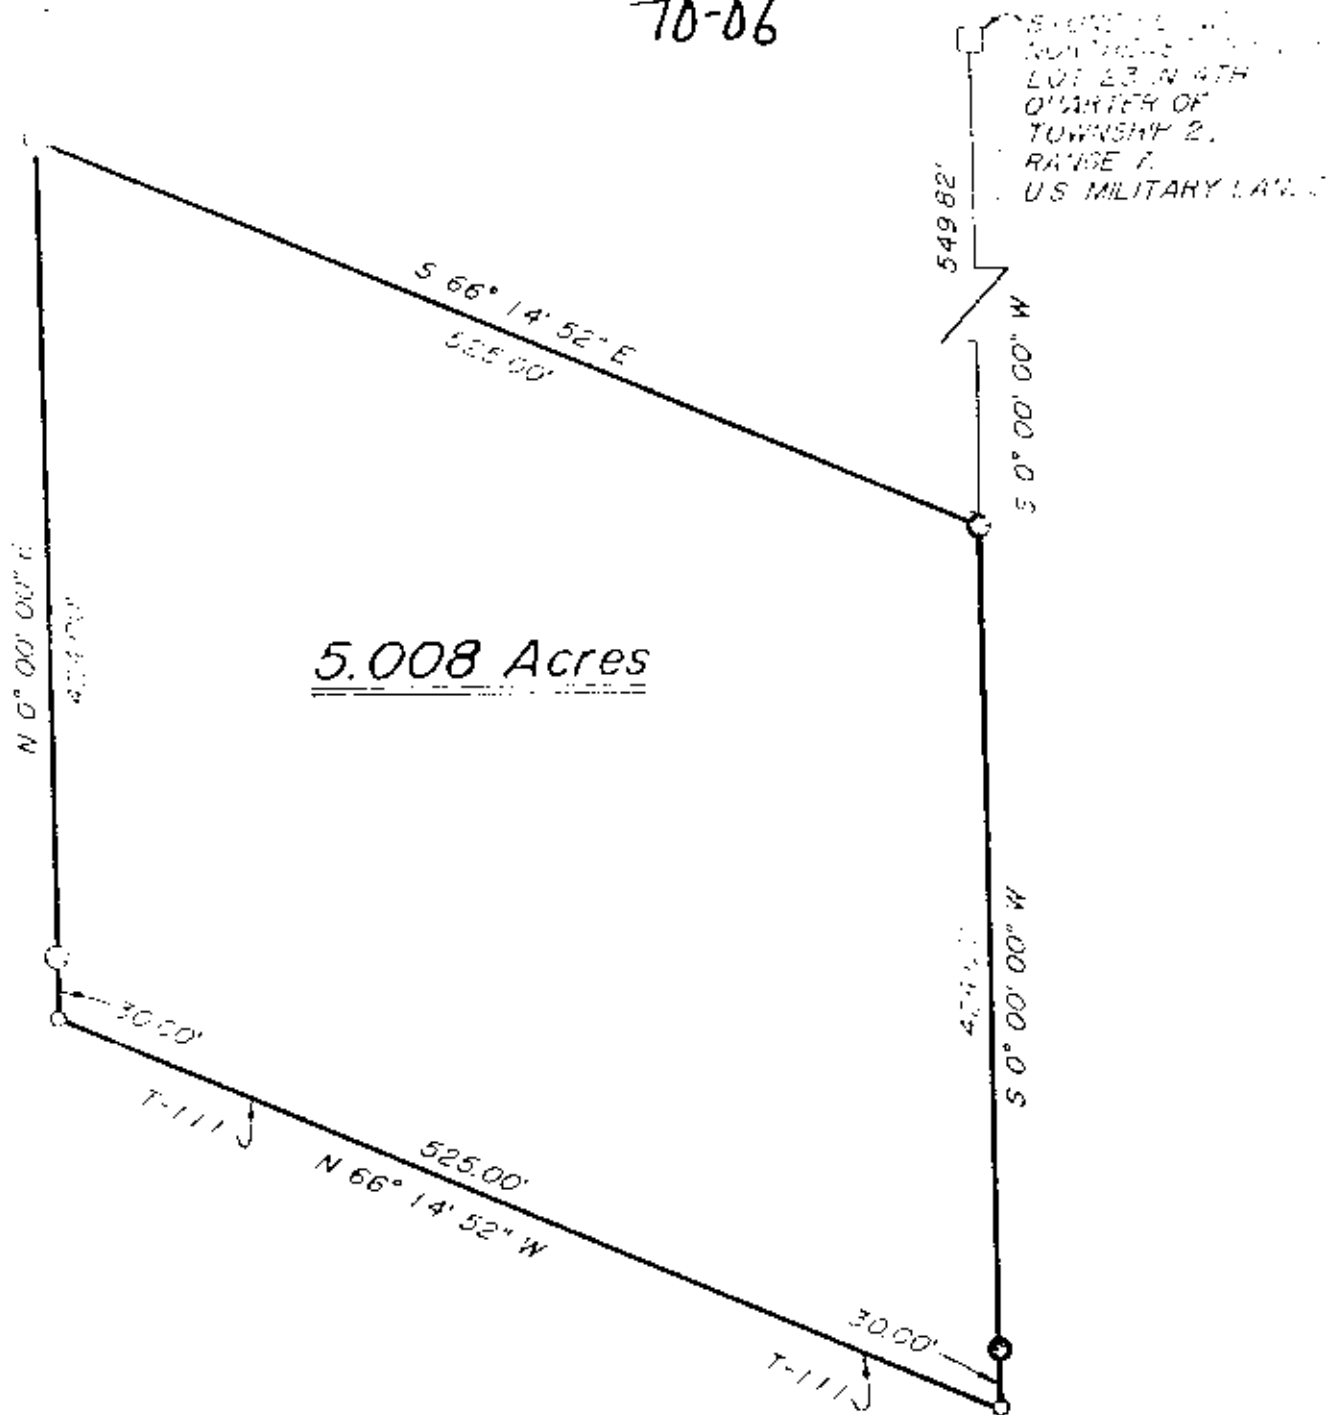 70-06
LOT 23 N 4TH
QUARTER OF
TOWNSHIP 2,
RANGE 7,
U S MILITARY
549.82'
S 0° 00' 00" W
S 66° 14' 52" E
525.00'
N 0° 00' 00" E
5.008 Acres
S 0° 00' 00" W
30.00'
T-111
525.00'
N 66° 14' 52" W
30.00'
T-111